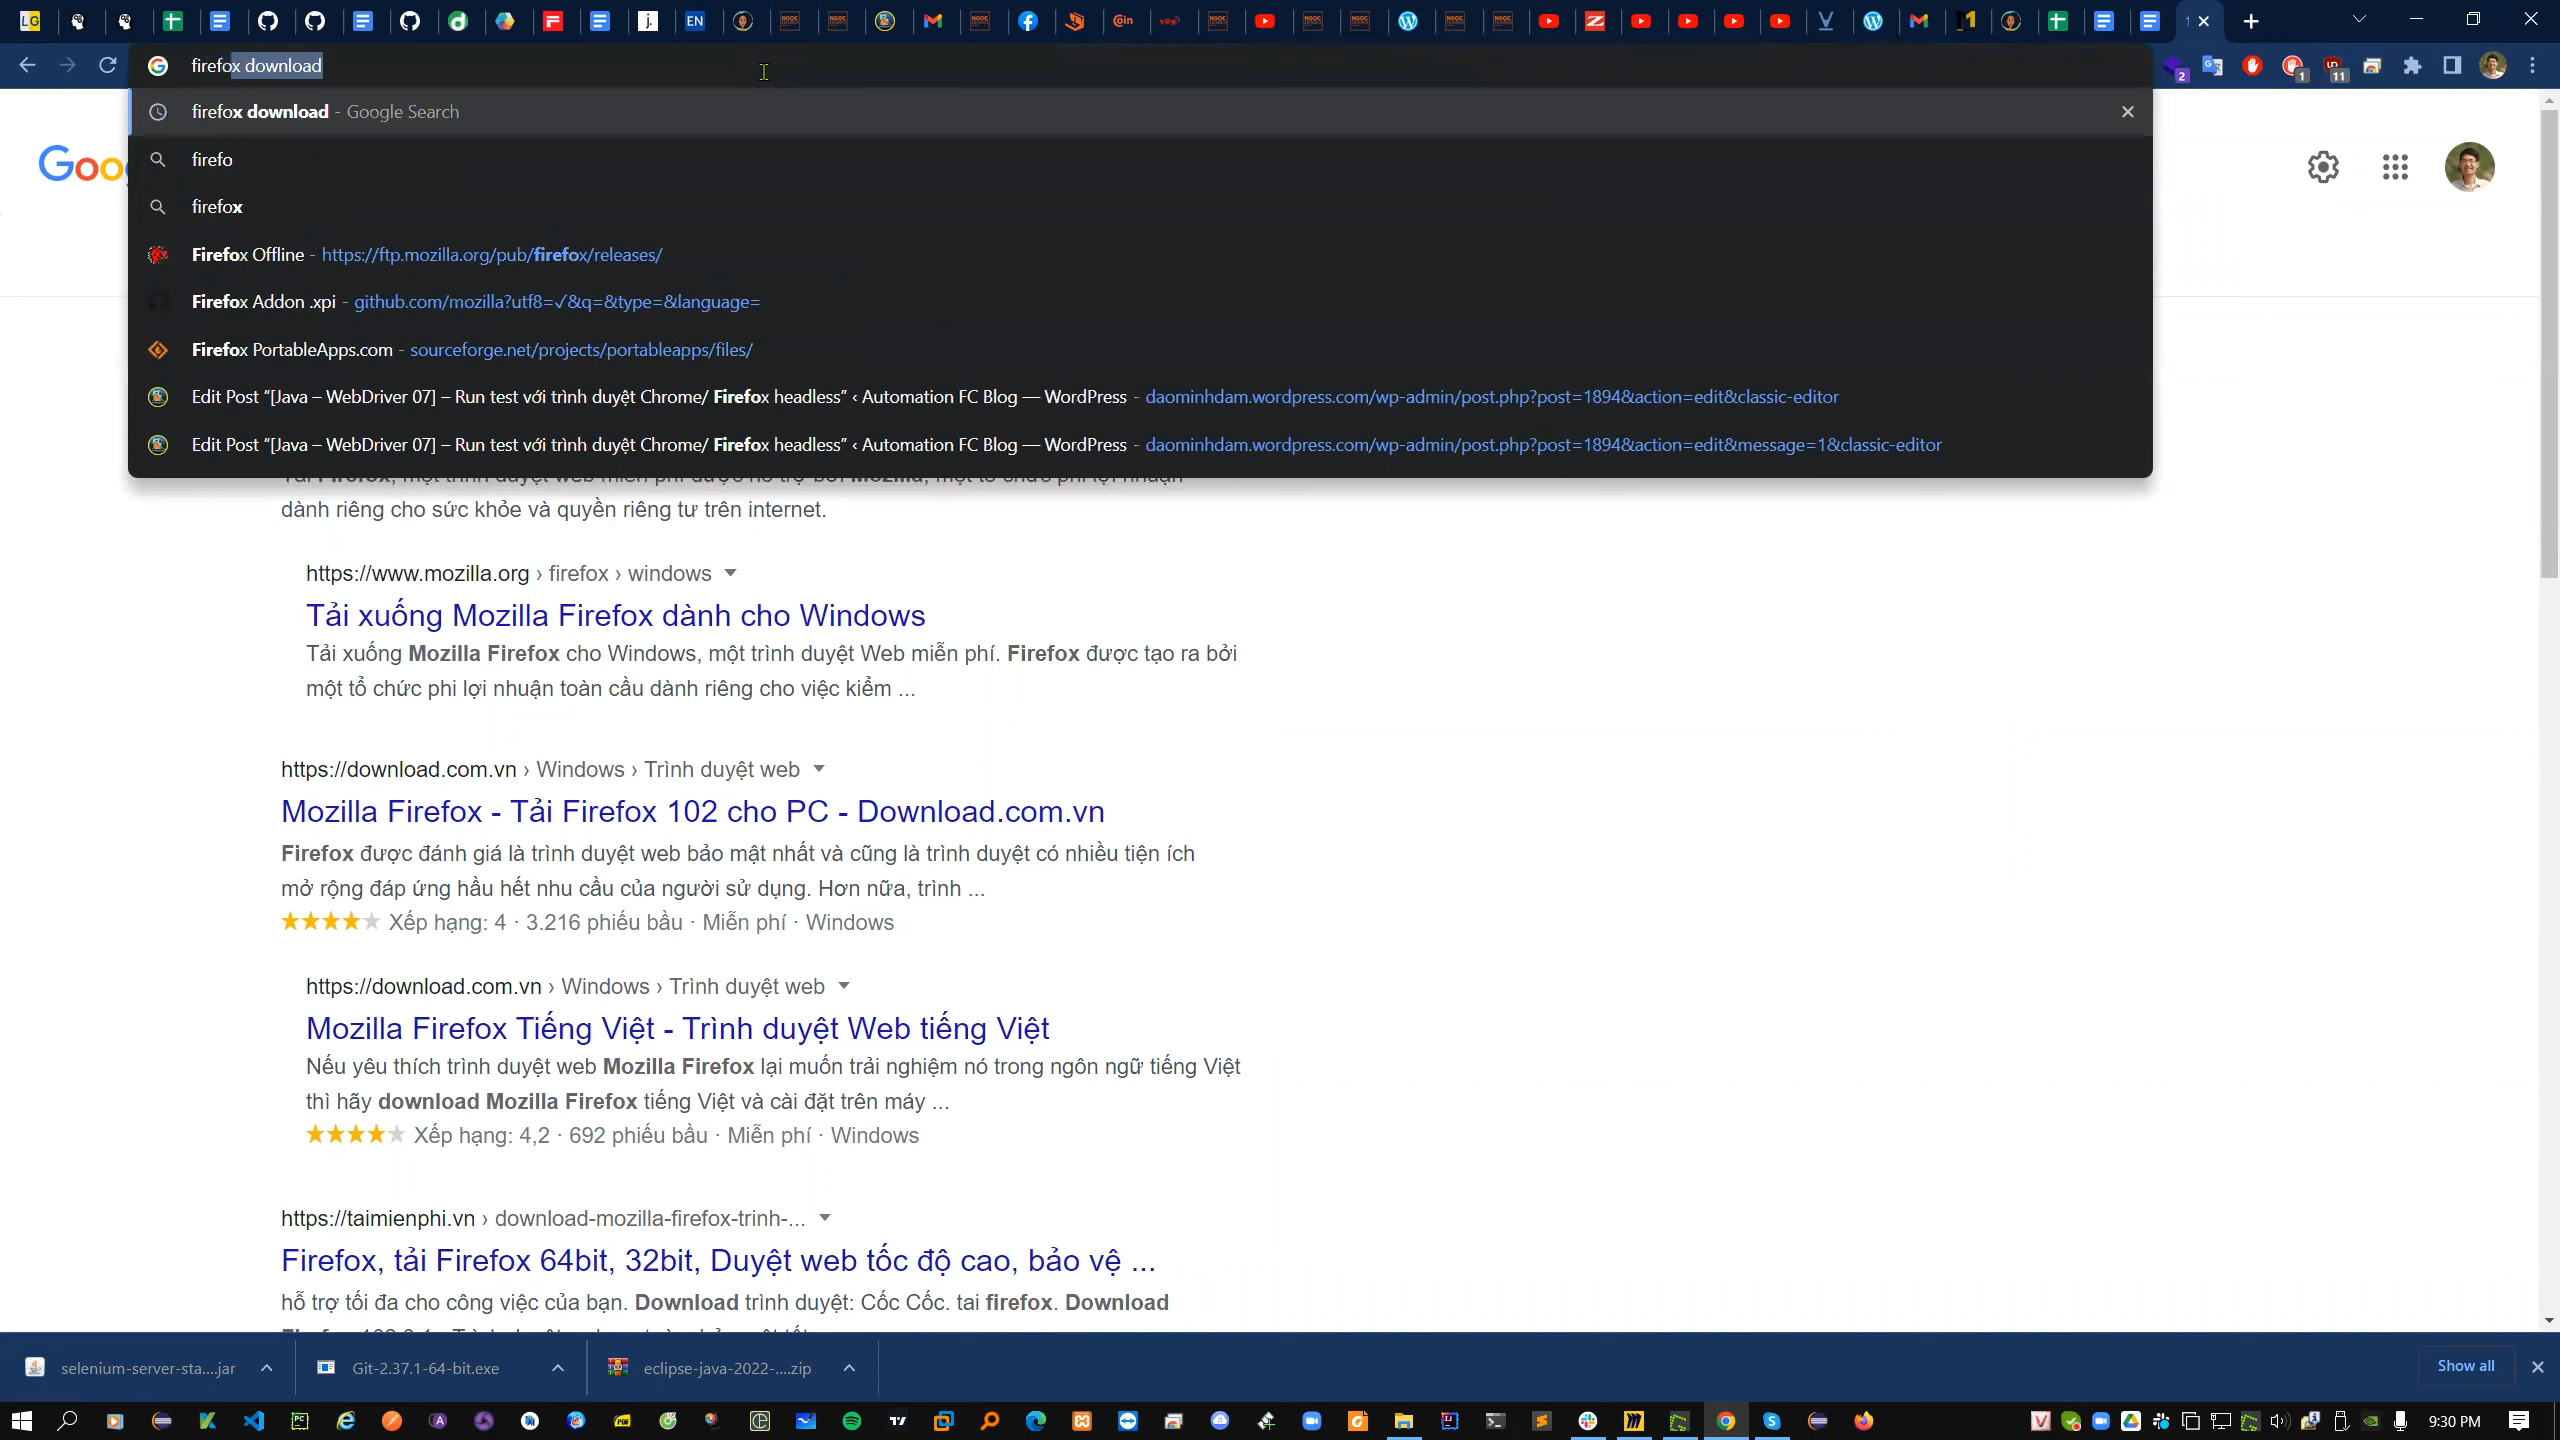 firefox download
firefox download - Google Search
firefo
firefox
Firefox Offline - https://ftp.mozilla.org/pub/firefox/releases/
Firefox Addon .xpi - github.com/mozilla?utf8=✓&q=&type=&language=
Firefox PortableApps.com - sourceforge.net/projects/portableapps/files/
Edit Post “[Java – WebDriver 07] – Run test với trình duyệt Chrome/ Firefox headless” ‹ Automation FC Blog — WordPress - daominhdam.wordpress.com/wp-admin/post.php?post=1894&action=edit&classic-editor
Edit Post “[Java – WebDriver 07] – Run test với trình duyệt Chrome/ Firefox headless” ‹ Automation FC Blog — WordPress - daominhdam.wordpress.com/wp-admin/post.php?post=1894&action=edit&message=1&classic-editor
dành riêng cho sức khỏe và quyền riêng tư trên internet.
https://www.mozilla.org › firefox › windows
Tải xuống Mozilla Firefox dành cho Windows
Tải xuống Mozilla Firefox cho Windows, một trình duyệt Web miễn phí. Firefox được tạo ra bởi
một tổ chức phi lợi nhuận toàn cầu dành riêng cho việc kiểm ...
https://download.com.vn › Windows › Trình duyệt web
Mozilla Firefox - Tải Firefox 102 cho PC - Download.com.vn
Firefox được đánh giá là trình duyệt web bảo mật nhất và cũng là trình duyệt có nhiều tiện ích
mở rộng đáp ứng hầu hết nhu cầu của người sử dụng. Hơn nữa, trình ...
Xếp hạng: 4 · 3.216 phiếu bầu · Miễn phí · Windows
https://download.com.vn › Windows › Trình duyệt web
Mozilla Firefox Tiếng Việt - Trình duyệt Web tiếng Việt
Nếu yêu thích trình duyệt web Mozilla Firefox lại muốn trải nghiệm nó trong ngôn ngữ tiếng Việt
thì hãy download Mozilla Firefox tiếng Việt và cài đặt trên máy ...
Xếp hạng: 4,2 · 692 phiếu bầu · Miễn phí · Windows
https://taimienphi.vn › download-mozilla-firefox-trinh-...
Firefox, tải Firefox 64bit, 32bit, Duyệt web tốc độ cao, bảo vệ ...
hỗ trợ tối đa cho công việc của bạn. Download trình duyệt: Cốc Cốc. tai firefox. Download
selenium-server-sta....jar
Git-2.37.1-64-bit.exe
eclipse-java-2022-....zip
Show all
9:30 PM